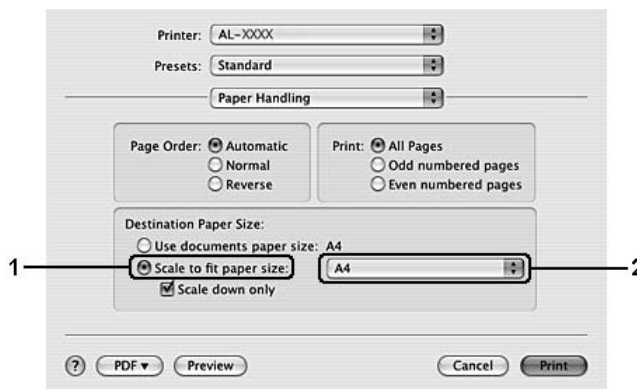 Printer: AL-XXXX
Presets: Standard
Paper Handling
Page Order: Automatic
Normal
Reverse
Print: All Pages
Odd numbered pages
Even numbered pages
Destination Paper Size:
Use documents paper size: A4
1 Scale to fit paper size: A4 2
Scale down only
? PDF Preview Cancel Print